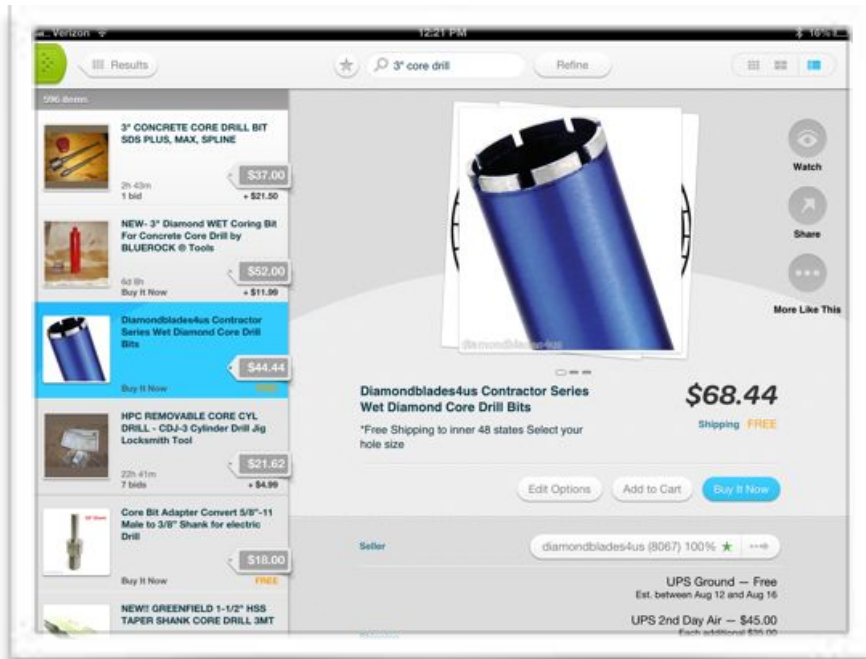 Verizon
12:21 PM
16%
Results
3" core drill
Refine
596 items
3" CONCRETE CORE DRILL BIT
SDS PLUS, MAX, SPLINE
$37.00
2h 43m
1 bid
+ $21.50
NEW- 3" Diamond WET Coring Bit
For Concrete Core Drill by
BLUEROCK ® Tools
$52.00
6d 8h
Buy It Now
+ $11.99
Diamondblades4us Contractor
Series Wet Diamond Core Drill
Bits
$44.44
Buy It Now
FREE
HPC REMOVABLE CORE CYL
DRILL - CDJ-3 Cylinder Drill Jig
Locksmith Tool
$21.62
22h 41m
7 bids
+ $4.99
Core Bit Adapter Convert 5/8"-11
Male to 3/8" Shank for electric
Drill
$18.00
Buy It Now
FREE
NEW!! GREENFIELD 1-1/2" HSS
TAPER SHANK CORE DRILL 3MT
diamondblades4us
Watch
Share
More Like This
Diamondblades4us Contractor Series
Wet Diamond Core Drill Bits
*Free Shipping to inner 48 states Select your
hole size
$68.44
Shipping FREE
Edit Options
Add to Cart
Buy It Now
Seller
diamondblades4us (8067) 100%
UPS Ground — Free
Est. between Aug 12 and Aug 16
UPS 2nd Day Air — $45.00
Each additional $35.00